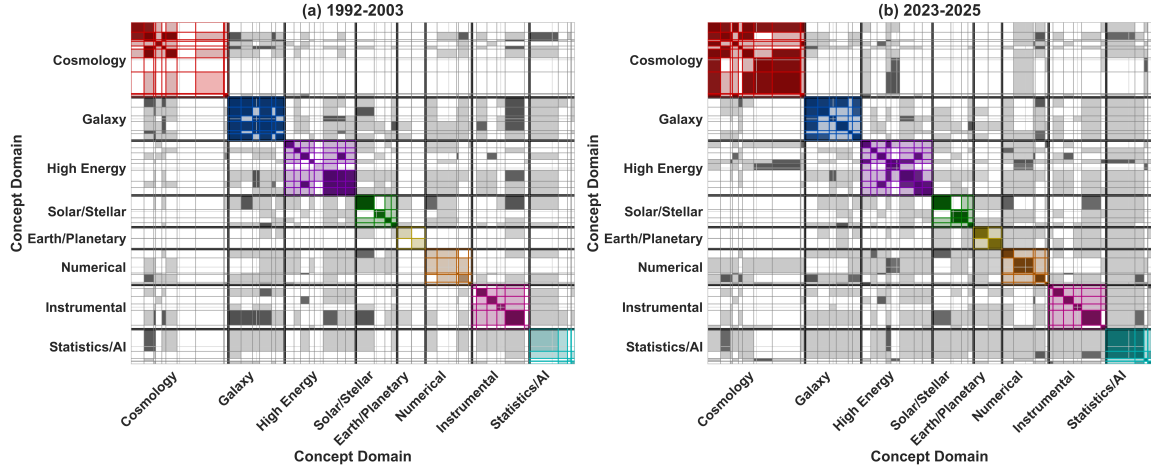 (a) 1992-2003
Concept Domain
Cosmology
Galaxy
High Energy
Solar/Stellar
Earth/Planetary
Numerical
Instrumental
Statistics/AI
Cosmology
Galaxy
High Energy
Solar/Stellar
Earth/Planetary
Numerical
Instrumental
Statistics/AI
Concept Domain
(b) 2023-2025
Concept Domain
Cosmology
Galaxy
High Energy
Solar/Stellar
Earth/Planetary
Numerical
Instrumental
Statistics/AI
Cosmology
Galaxy
High Energy
Solar/Stellar
Earth/Planetary
Numerical
Instrumental
Statistics/AI
Concept Domain